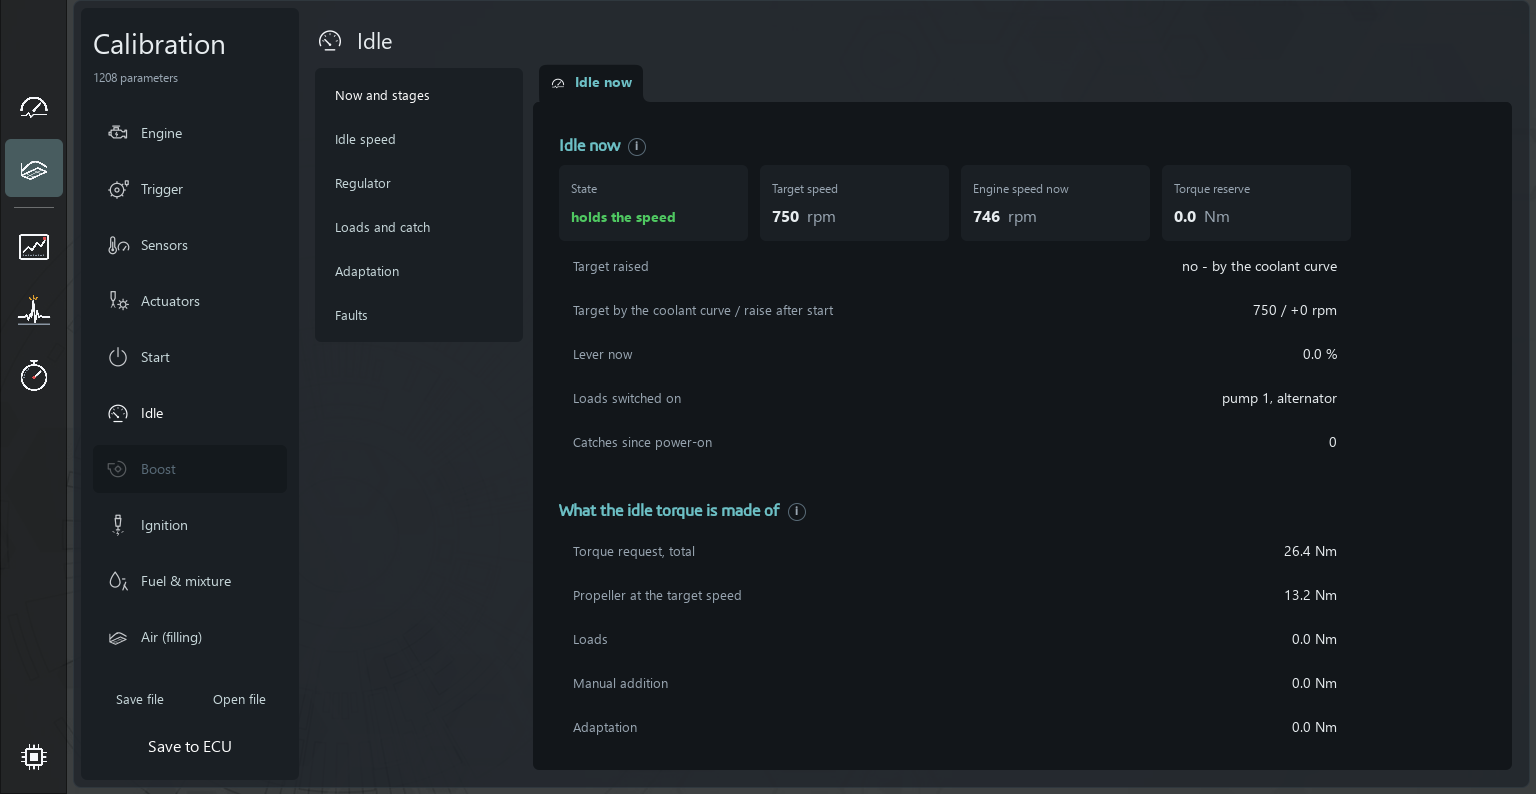 Calibration
1208 parameters
Engine
Trigger
Sensors
Actuators
Start
Idle
Boost
Ignition
Fuel & mixture
Air (filling)
Save file
Open file
Save to ECU
Idle
Now and stages
Idle speed
Regulator
Loads and catch
Adaptation
Faults
Idle now
Idle now
State
holds the speed
Target speed
750 rpm
Engine speed now
746 rpm
Torque reserve
0.0 Nm
Target raised no - by the coolant curve
Target by the coolant curve / raise after start 750 / +0 rpm
Lever now 0.0 %
Loads switched on pump 1, alternator
Catches since power-on 0
What the idle torque is made of
Torque request, total 26.4 Nm
Propeller at the target speed 13.2 Nm
Loads 0.0 Nm
Manual addition 0.0 Nm
Adaptation 0.0 Nm